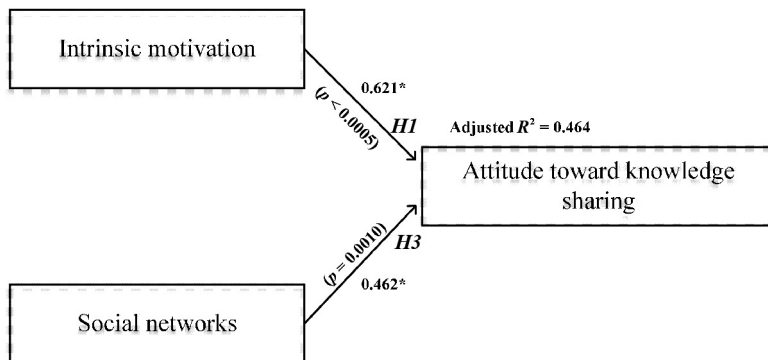 Intrinsic motivation
0.621*
(p < 0.0005)
H1
Adjusted R² = 0.464
Attitude toward knowledge
sharing
(p = 0.0010)
H3
0.462*
Social networks